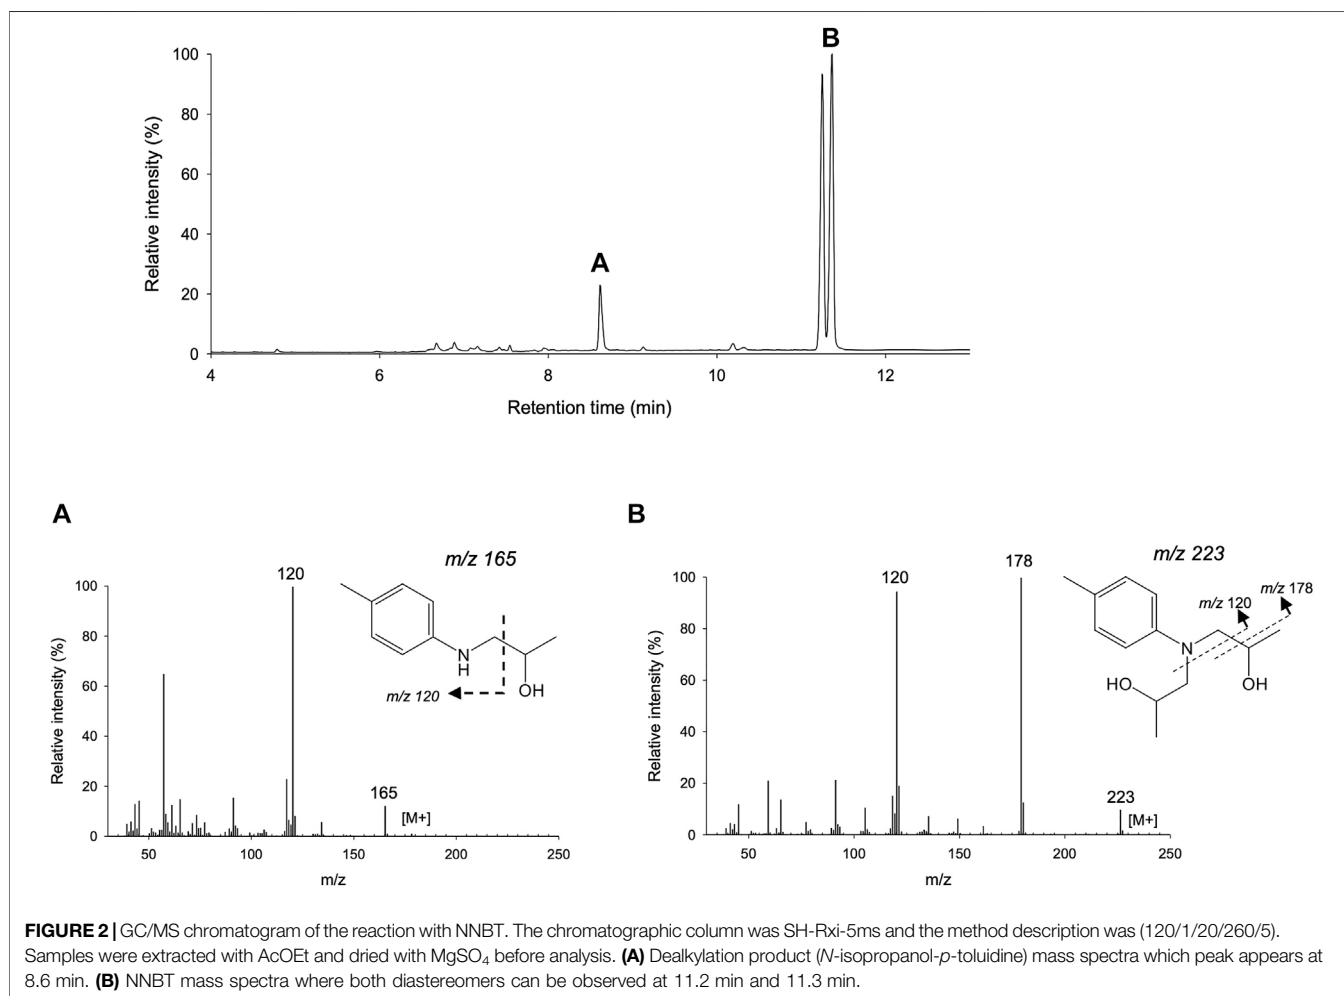 B
100
80
60
40
20
0
Relative intensity (%)
A
4 6 8 10 12
Retention time (min)
A
m/z 165
120
100
80
60
40
20
0
Relative intensity (%)
N
H
OH
m/z 120
165
[M+]
50 100 150 200 250
m/z
B
m/z 223
178
120
100
80
60
40
20
0
Relative intensity (%)
m/z 178
m/z 120
N
HO
OH
223
[M+]
50 100 150 200 250
m/z
FIGURE 2 | GC/MS chromatogram of the reaction with NNBT. The chromatographic column was SH-Rxi-5ms and the method description was (120/1/20/260/5).
Samples were extracted with AcOEt and dried with MgSO4 before analysis. (A) Dealkylation product (N-isopropanol-p-toluidine) mass spectra which peak appears at
8.6 min. (B) NNBT mass spectra where both diastereomers can be observed at 11.2 min and 11.3 min.